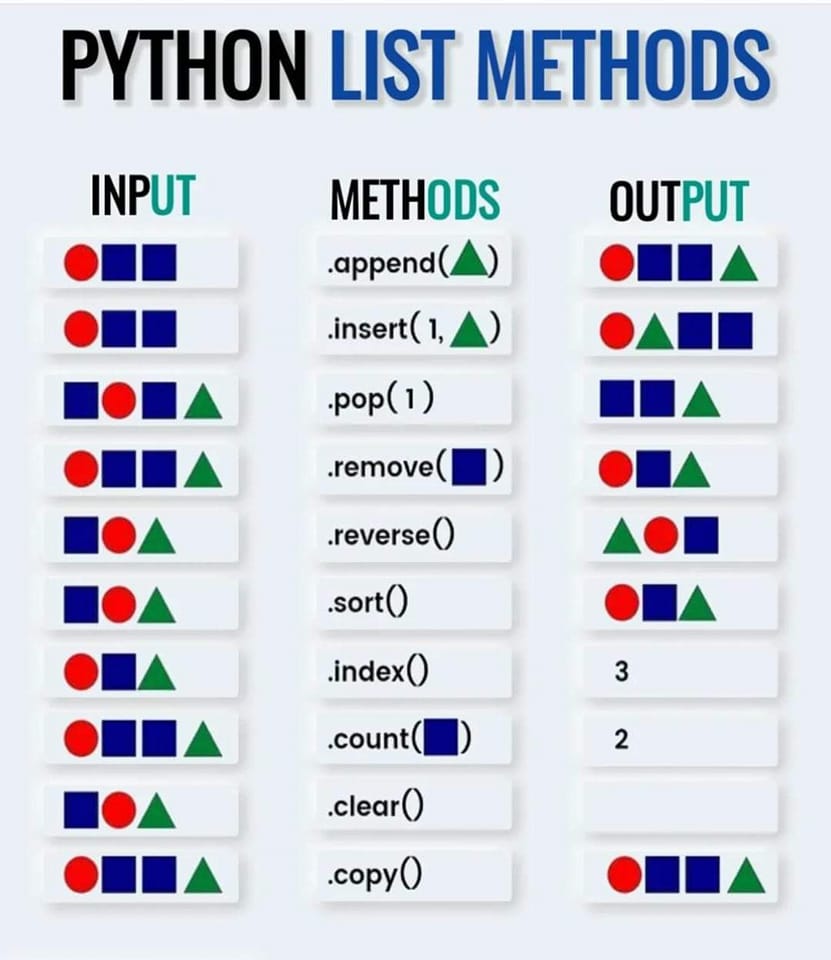 PYTHON LIST METHODS
INPUT METHODS OUTPUT
.append( )
.insert( 1, )
.pop( 1 )
.remove( )
.reverse()
.sort()
.index() 3
.count( ) 2
.clear()
.copy()